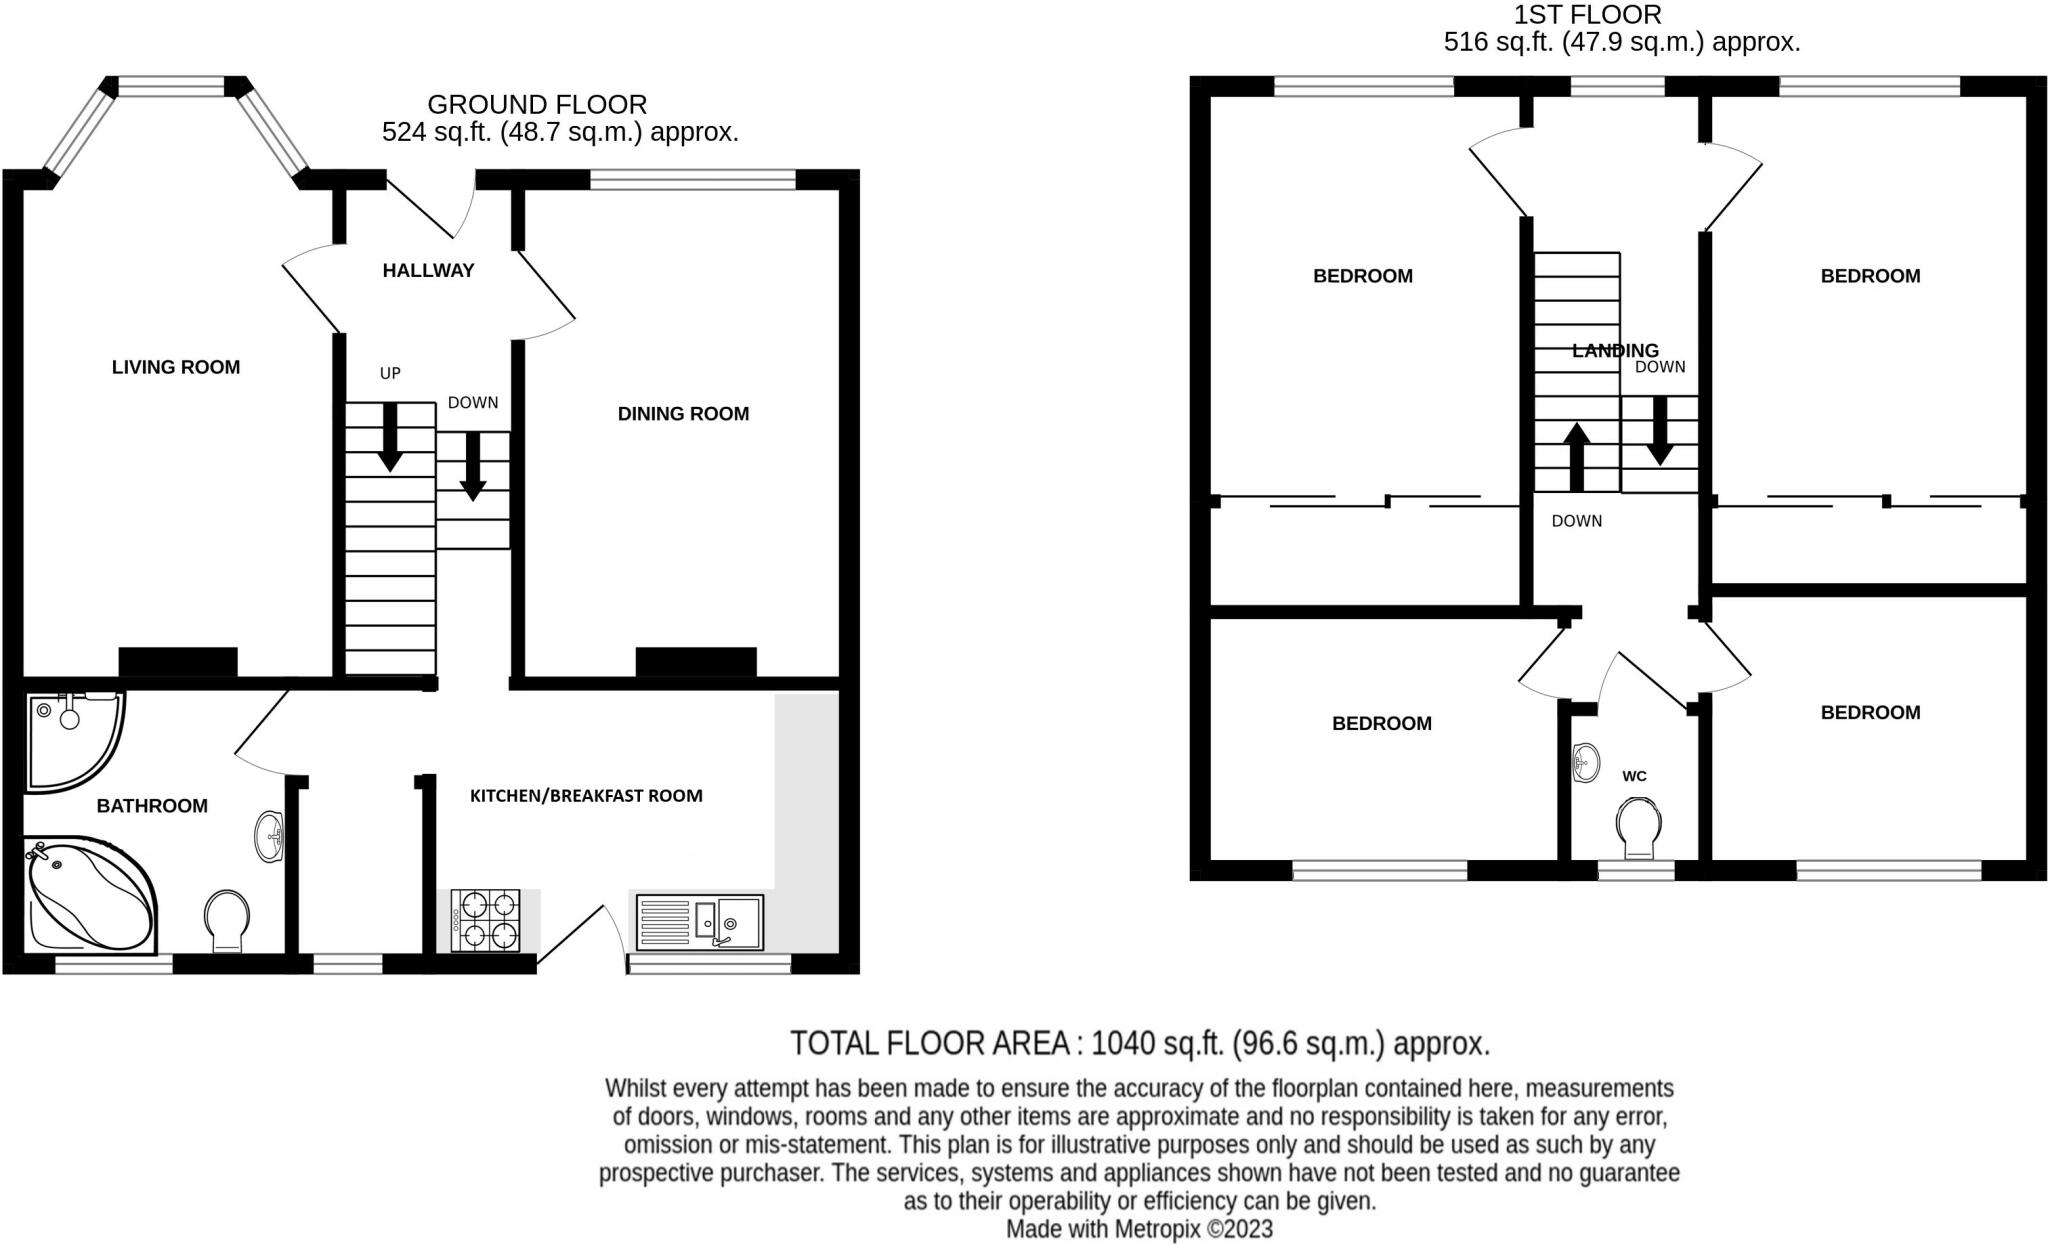 GROUND FLOOR
524 sq.ft. (48.7 sq.m.) approx.
HALLWAY
LIVING ROOM
UP
DOWN
DINING ROOM
BATHROOM
KITCHEN/BREAKFAST ROOM
1ST FLOOR
516 sq.ft. (47.9 sq.m.) approx.
BEDROOM
BEDROOM
LANDING
DOWN
DOWN
BEDROOM
BEDROOM
WC
TOTAL FLOOR AREA : 1040 sq.ft. (96.6 sq.m.) approx.
Whilst every attempt has been made to ensure the accuracy of the floorplan contained here, measurements
of doors, windows, rooms and any other items are approximate and no responsibility is taken for any error,
omission or mis-statement. This plan is for illustrative purposes only and should be used as such by any
prospective purchaser. The services, systems and appliances shown have not been tested and no guarantee
as to their operability or efficiency can be given.
Made with Metropix ©2023